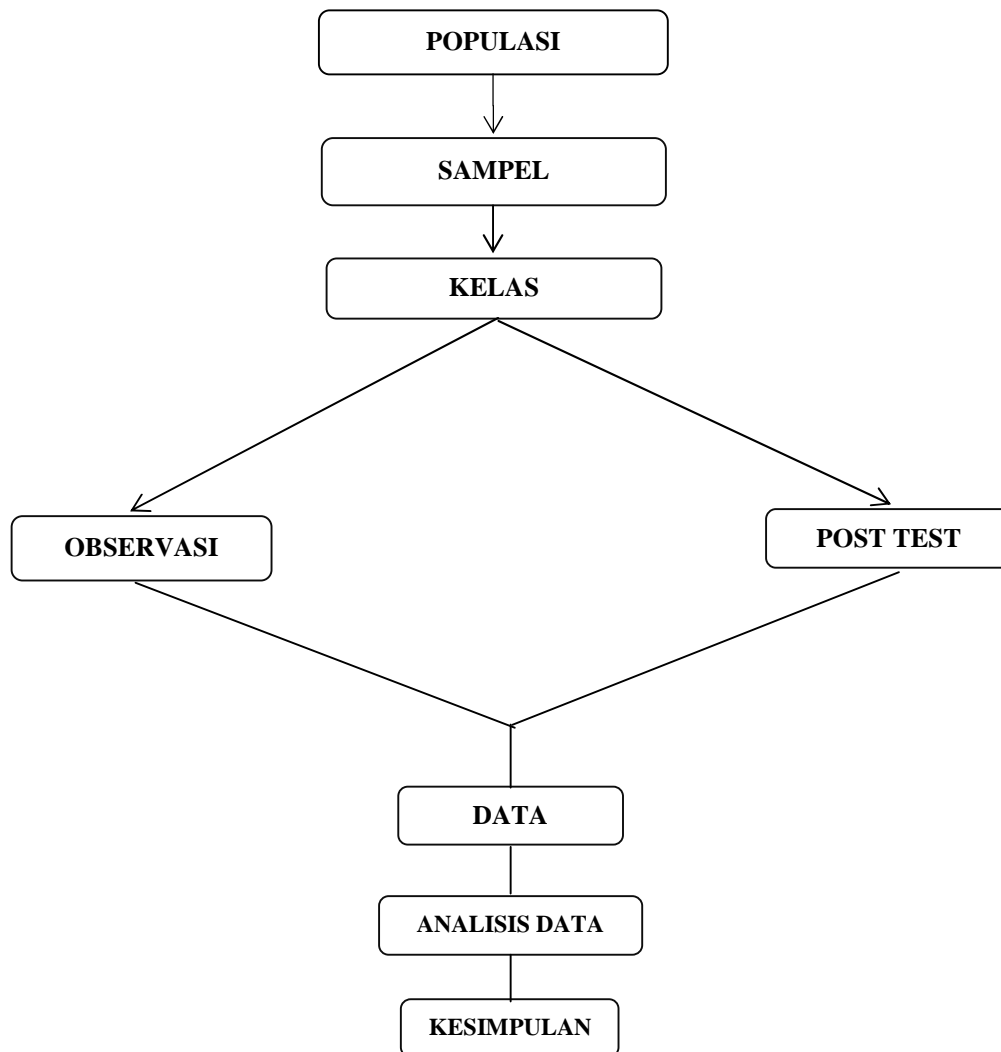 POPULASI
SAMPEL
KELAS
OBSERVASI
POST TEST
DATA
ANALISIS DATA
KESIMPULAN